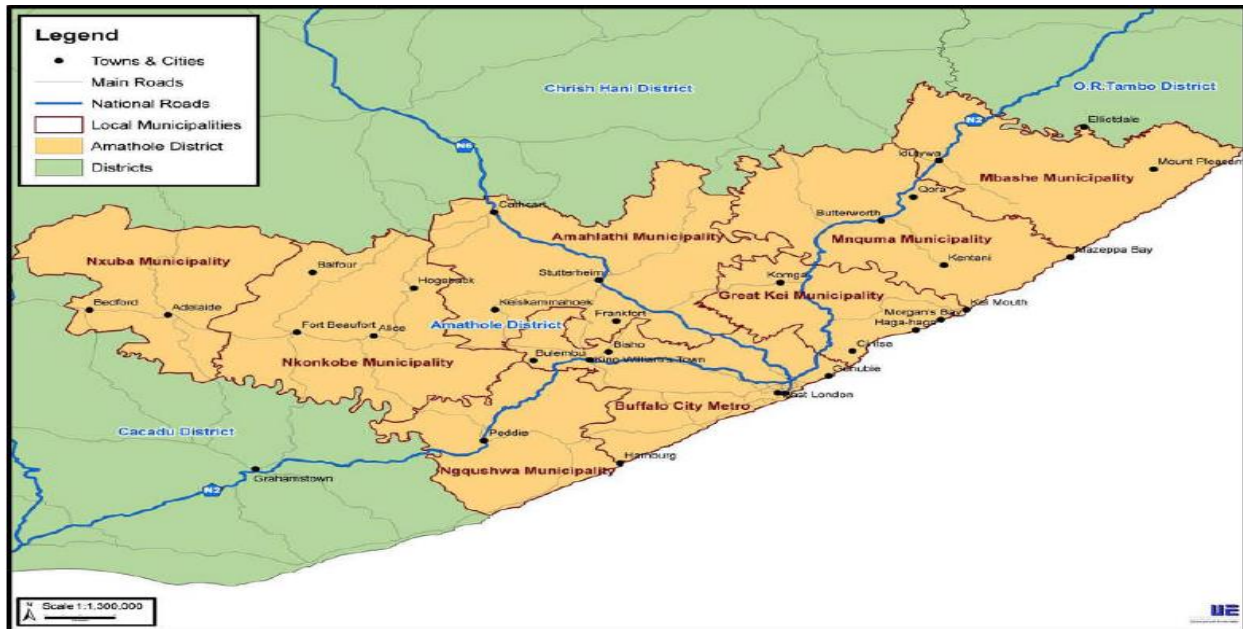 Legend
Towns & Cities
Main Roads
National Roads
Local Municipalities
Amathole District
Districts
Chrish Hani District
O.R.Tambo District
N6
N2
Elliotdale
Idutywa
Mount Pleasant
Mbashe Municipality
Qora
Cathcart
Butterworth
Amahlathi Municipality
Mnquma Municipality
Mazeppa Bay
Nxuba Municipality
Kentani
Balfour
Stutterheim
Komga
Hogsback
Great Kei Municipality
Bedford
Adelaide
Keiskammahoek
Kei Mouth
Morgan's Bay
Frankfort
Amathole District
Haga-haga
Fort Beaufort
Alice
Bisho
Cintsa
Nkonkobe Municipality
Bulembu
King William's Town
Gonubie
East London
Buffalo City Metro
Cacadu District
Peddie
Hamburg
Ngqushwa Municipality
Grahamstown
N2
N
Scale 1:1,300,000